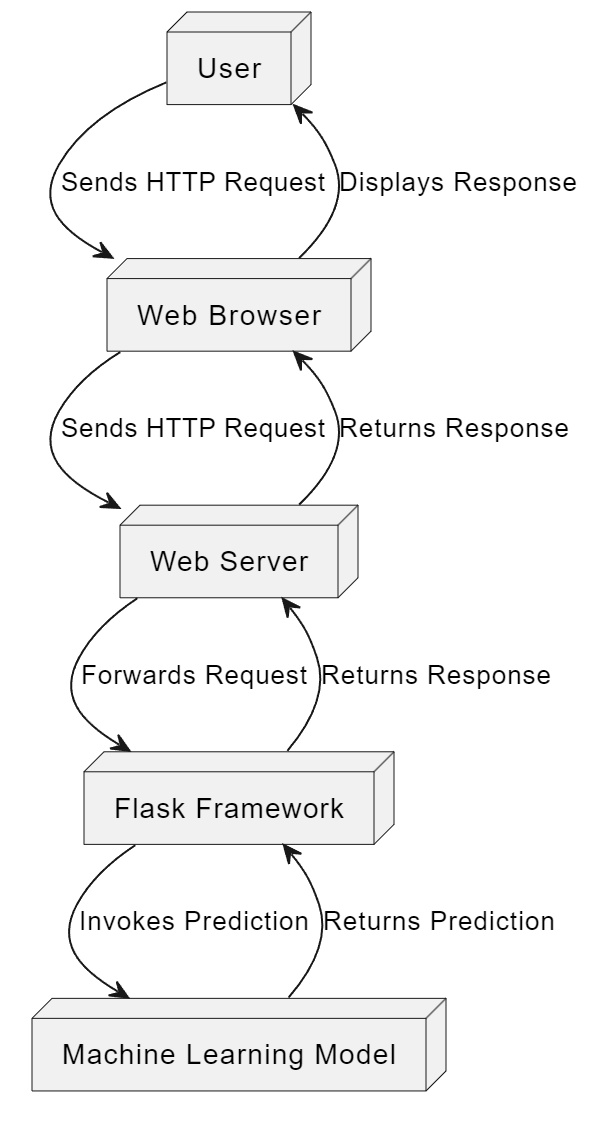 User
Sends HTTP Request
Displays Response
Web Browser
Sends HTTP Request
Returns Response
Web Server
Forwards Request
Returns Response
Flask Framework
Invokes Prediction
Returns Prediction
Machine Learning Model